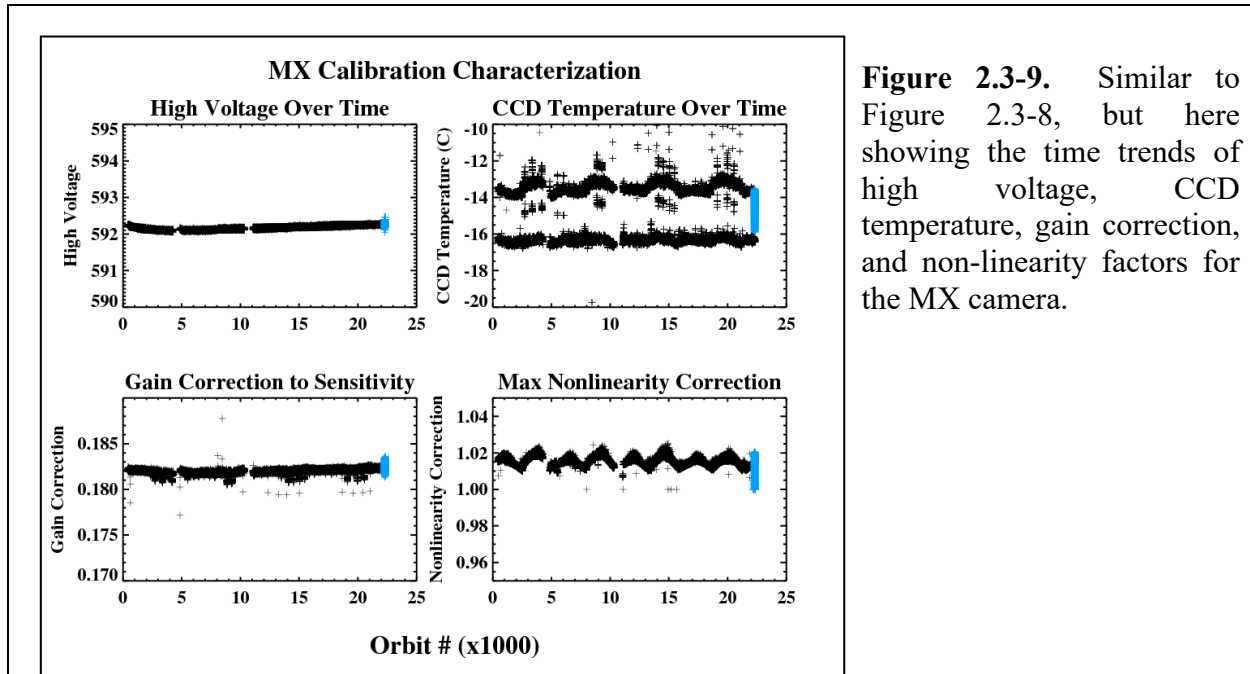 MX Calibration Characterization
High Voltage Over Time
High Voltage
595
594
593
592
591
590
0 5 10 15 20 25
CCD Temperature Over Time
CCD Temperature (C)
-10
-12
-14
-16
-18
-20
0 5 10 15 20 25
Gain Correction to Sensitivity
Gain Correction
0.185
0.180
0.175
0.170
0 5 10 15 20 25
Max Nonlinearity Correction
Nonlinearity Correction
1.04
1.02
1.00
0.98
0.96
0 5 10 15 20 25
Orbit # (x1000)
Figure 2.3-9. Similar to
Figure 2.3-8, but here
showing the time trends of
high voltage, CCD
temperature, gain correction,
and non-linearity factors for
the MX camera.